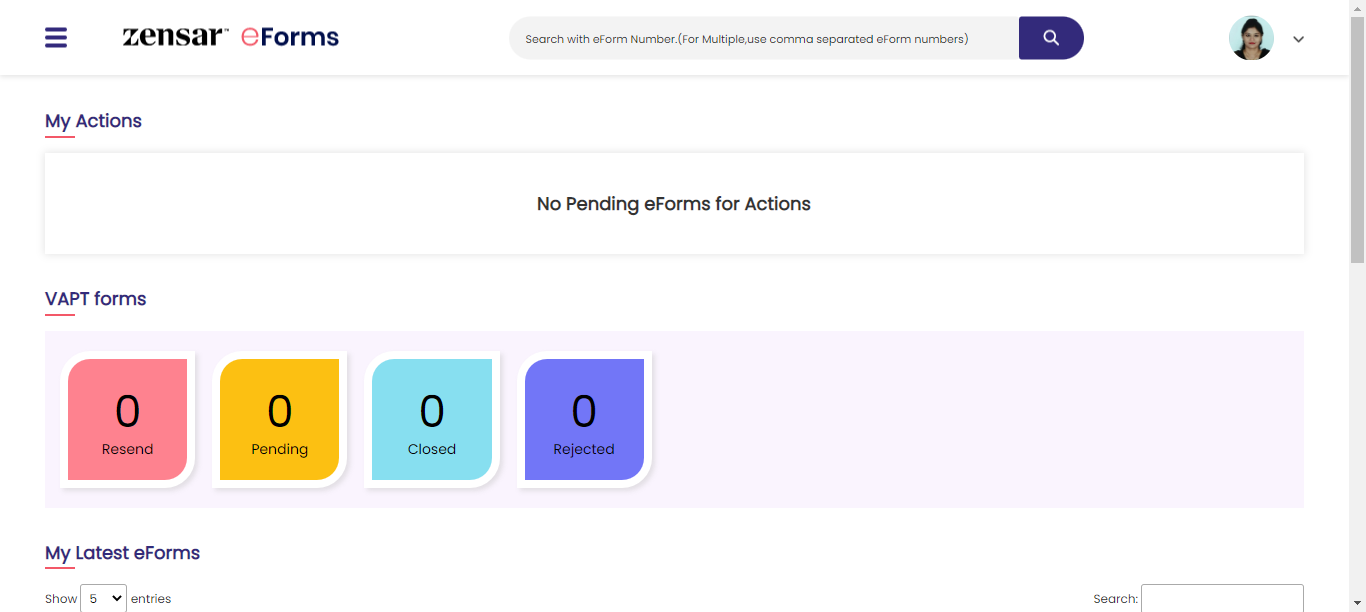 zensar™ eForms
Search with eForm Number.(For Multiple,use comma separated eForm numbers)
My Actions
No Pending eForms for Actions
VAPT forms
0 0 0 0
Resend Pending Closed Rejected
My Latest eForms
Show 5 entries Search: